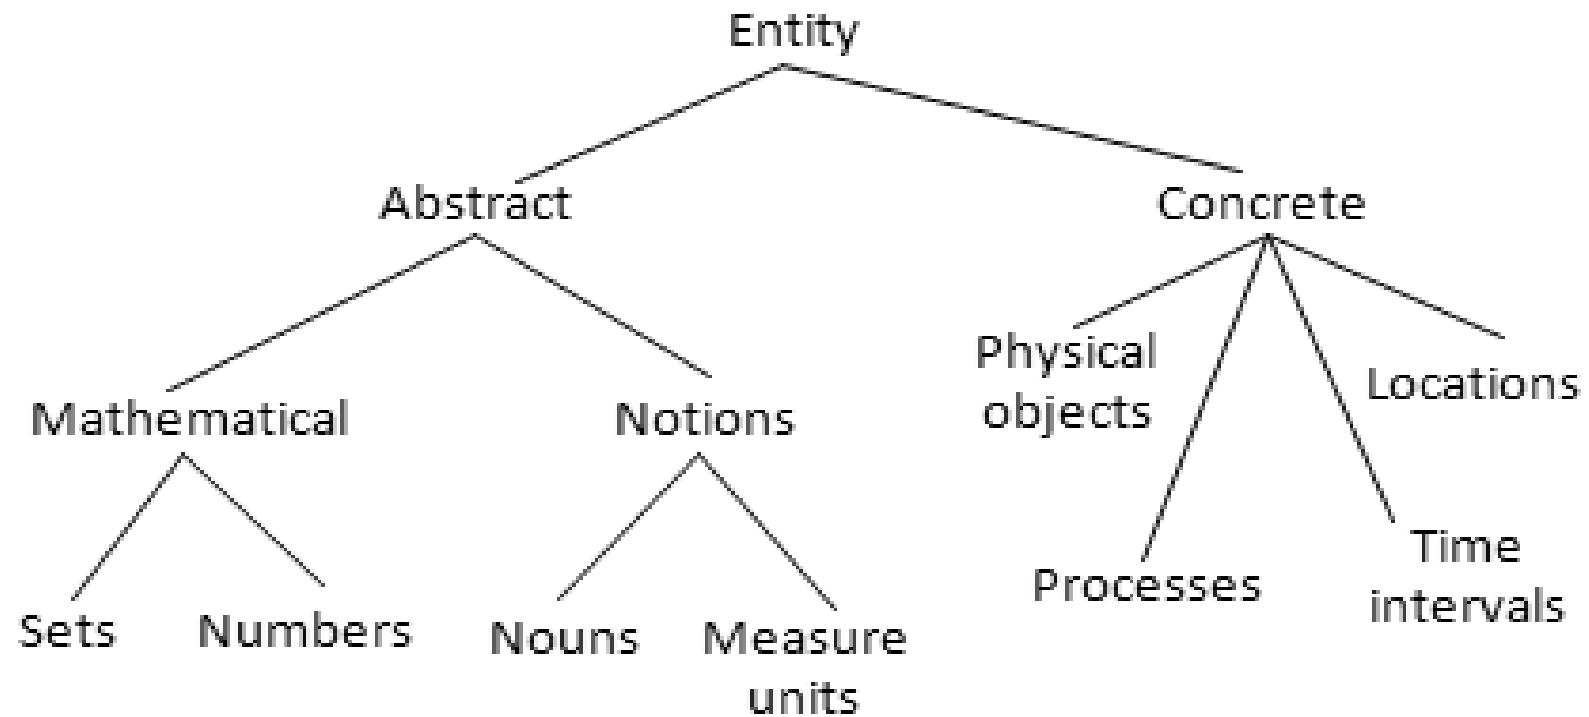 Entity
Abstract
Concrete
Physical
objects
Locations
Mathematical
Notions
Processes
Time
intervals
Sets
Numbers
Nouns
Measure
units